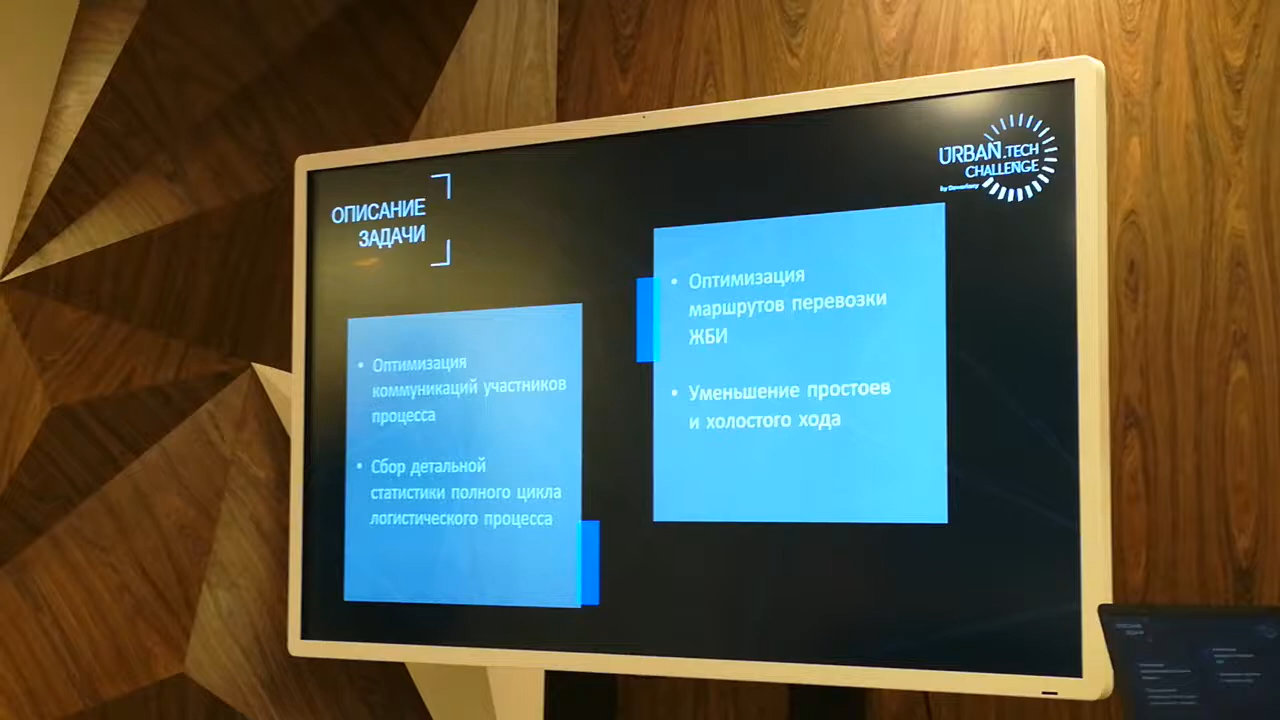 ОПИСАНИЕ
ЗАДАЧИ
URBAN.TECH
CHALLENGE
• Оптимизация
коммуникаций участников
процесса
• Сбор детальной
статистики полного цикла
логистического процесса
• Оптимизация
маршрутов перевозки
ЖБИ
• Уменьшение простоев
и холостого хода